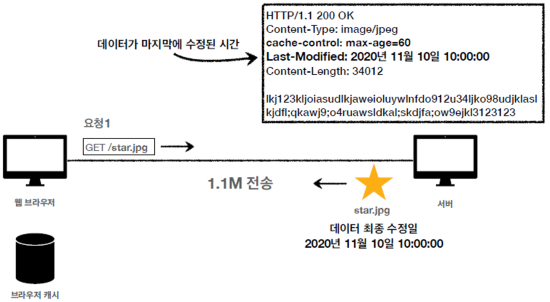 HTTP/1.1 200 OK
Content-Type: image/jpeg
cache-control: max-age=60
Last-Modified: 2020년 11월 10일 10:00:00
Content-Length: 34012
lkj123kljoiasudlkjaweioluywlnfdo912u34ljko98udjklasl
kjdfl;qkawj9;o4ruawsldkal;skdjfa;ow9ejkl3123123
데이터가 마지막에 수정된 시간
요청1
GET /star.jpg
1.1M 전송
웹 브라우저
star.jpg
서버
데이터 최종 수정일
2020년 11월 10일 10:00:00
브라우저 캐시